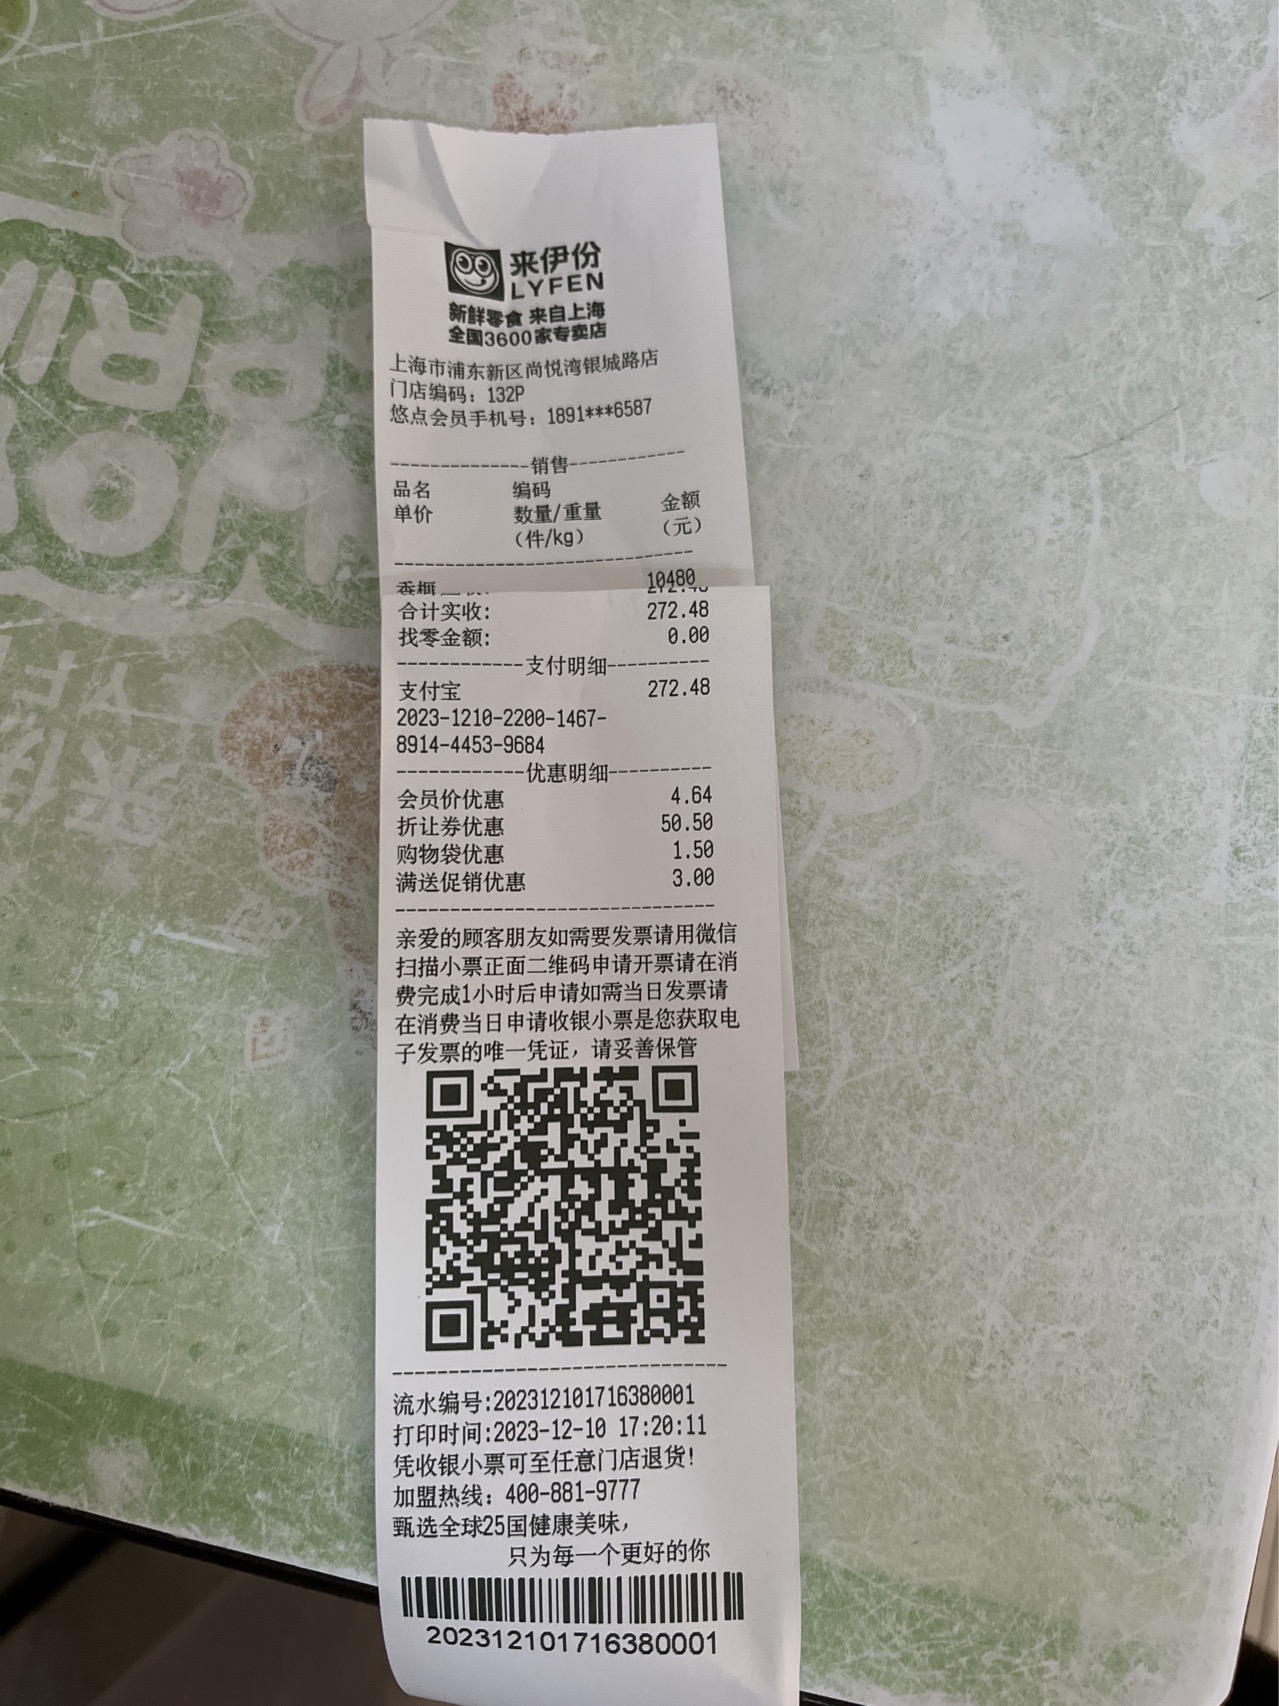 来伊份
LYFEN
新鲜零食 来自上海
全国3600家专卖店
上海市浦东新区尚悦湾银城路店
门店编码：132P
悠点会员手机号：1891***6587
--------------销售------------
品名 编码 金额
单价 数量/重量 （元）
（件/kg）
------------------------------
香榧 10480
272.48
合计实收: 272.48
找零金额: 0.00
------------支付明细----------
支付宝 272.48
2023-1210-2200-1467-
8914-4453-9684
------------优惠明细----------
会员价优惠 4.64
折让券优惠 50.50
购物袋优惠 1.50
满送促销优惠 3.00
------------------------------
亲爱的顾客朋友如需要发票请用微信
扫描小票正面二维码申请开票请在消
费完成1小时后申请如需当日发票请
在消费当日申请收银小票是您获取电
子发票的唯一凭证，请妥善保管
------------------------------
流水编号:202312101716380001
打印时间:2023-12-10 17:20:11
凭收银小票可至任意门店退货!
加盟热线：400-881-9777
甄选全球25国健康美味，
只为每一个更好的你
202312101716380001